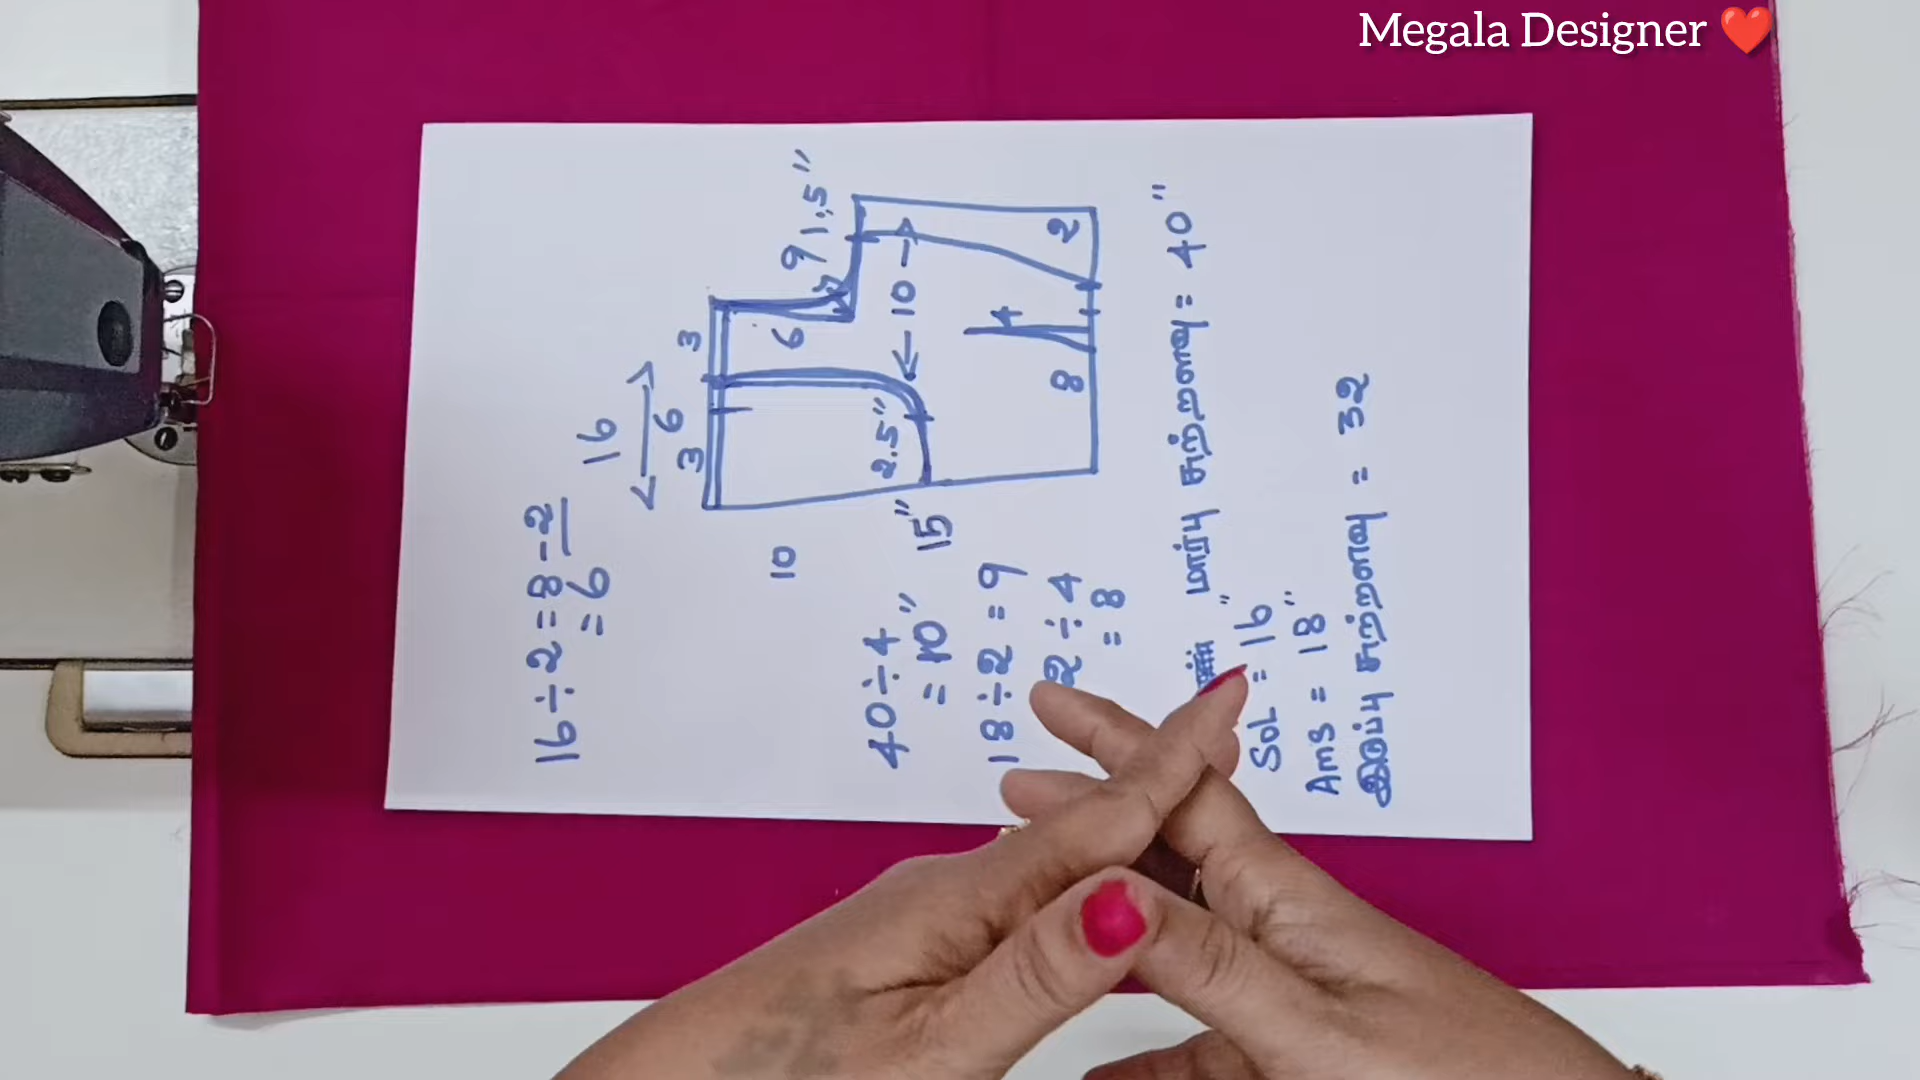 Megala Designer ❤️
16÷2=8-2
=6
16
3 6 3
10
6
9 1.5"
40÷4
=10"
2.5"
←10→
15"
18÷2=9
2÷4
=8
4
8
2
மார்பு சுற்றளவு = 40"
SoL = 16"
Ams = 18"
இடுப்பு சுற்றளவு = 32